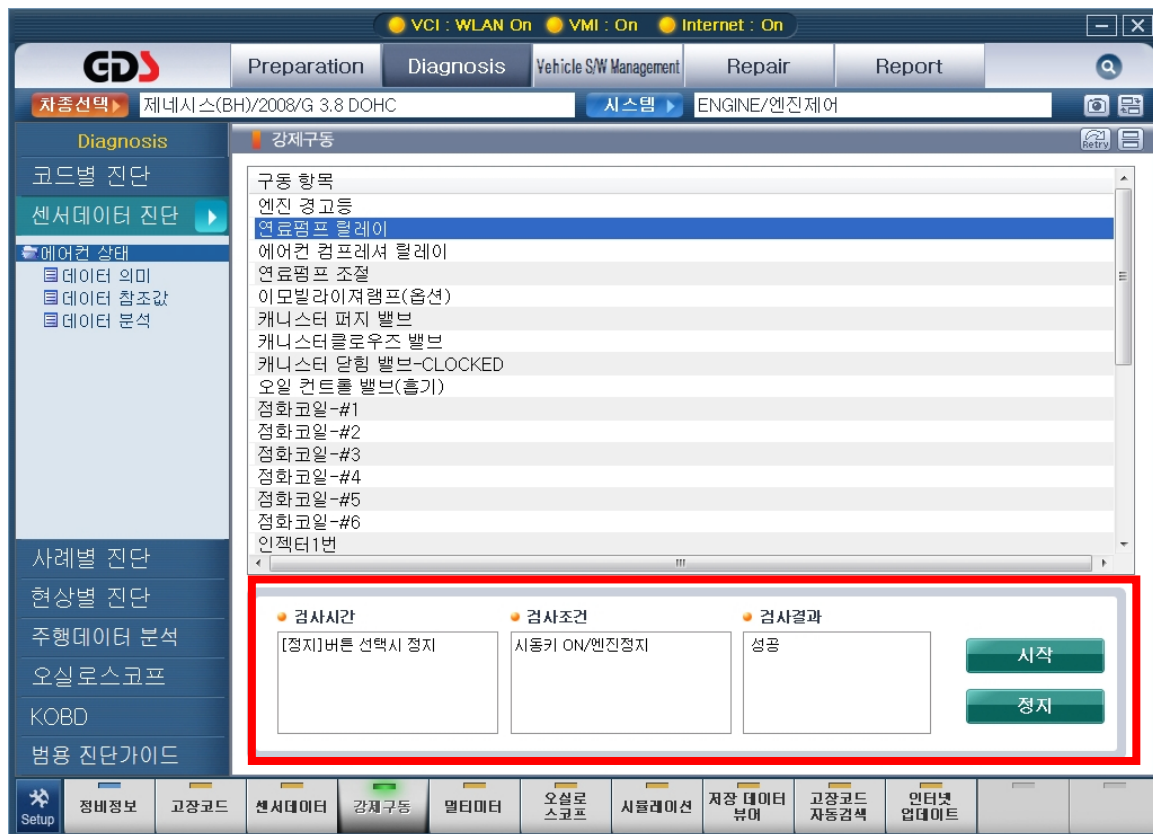 VCI : WLAN On VMI : On Internet : On
GDS Preparation Diagnosis Vehicle S/W Management Repair Report
차종선택 제네시스(BH)/2008/G 3.8 DOHC 시스템 ENGINE/엔진제어
Diagnosis
코드별 진단
센서데이터 진단
에어컨 상태
데이터 의미
데이터 참조값
데이터 분석
사례별 진단
현상별 진단
주행데이터 분석
오실로스코프
KOBD
범용 진단가이드
강제구동
Retry
구동 항목
엔진 경고등
연료펌프 릴레이
에어컨 컴프레셔 릴레이
연료펌프 조절
이모빌라이져램프(옵션)
캐니스터 퍼지 밸브
캐니스터클로우즈 밸브
캐니스터 닫힘 밸브-CLOCKED
오일 컨트롤 밸브(흡기)
점화코일-#1
점화코일-#2
점화코일-#3
점화코일-#4
점화코일-#5
점화코일-#6
인젝터1번
검사시간 검사조건 검사결과
[정지]버튼 선택시 정지 시동키 ON/엔진정지 성공
시작
정지
Setup 정비정보 고장코드 센서데이터 강제구동 멀티미터 오실로 스코프 시뮬레이션 저장 데이터 뷰어 고장코드 자동검색 인터넷 업데이트